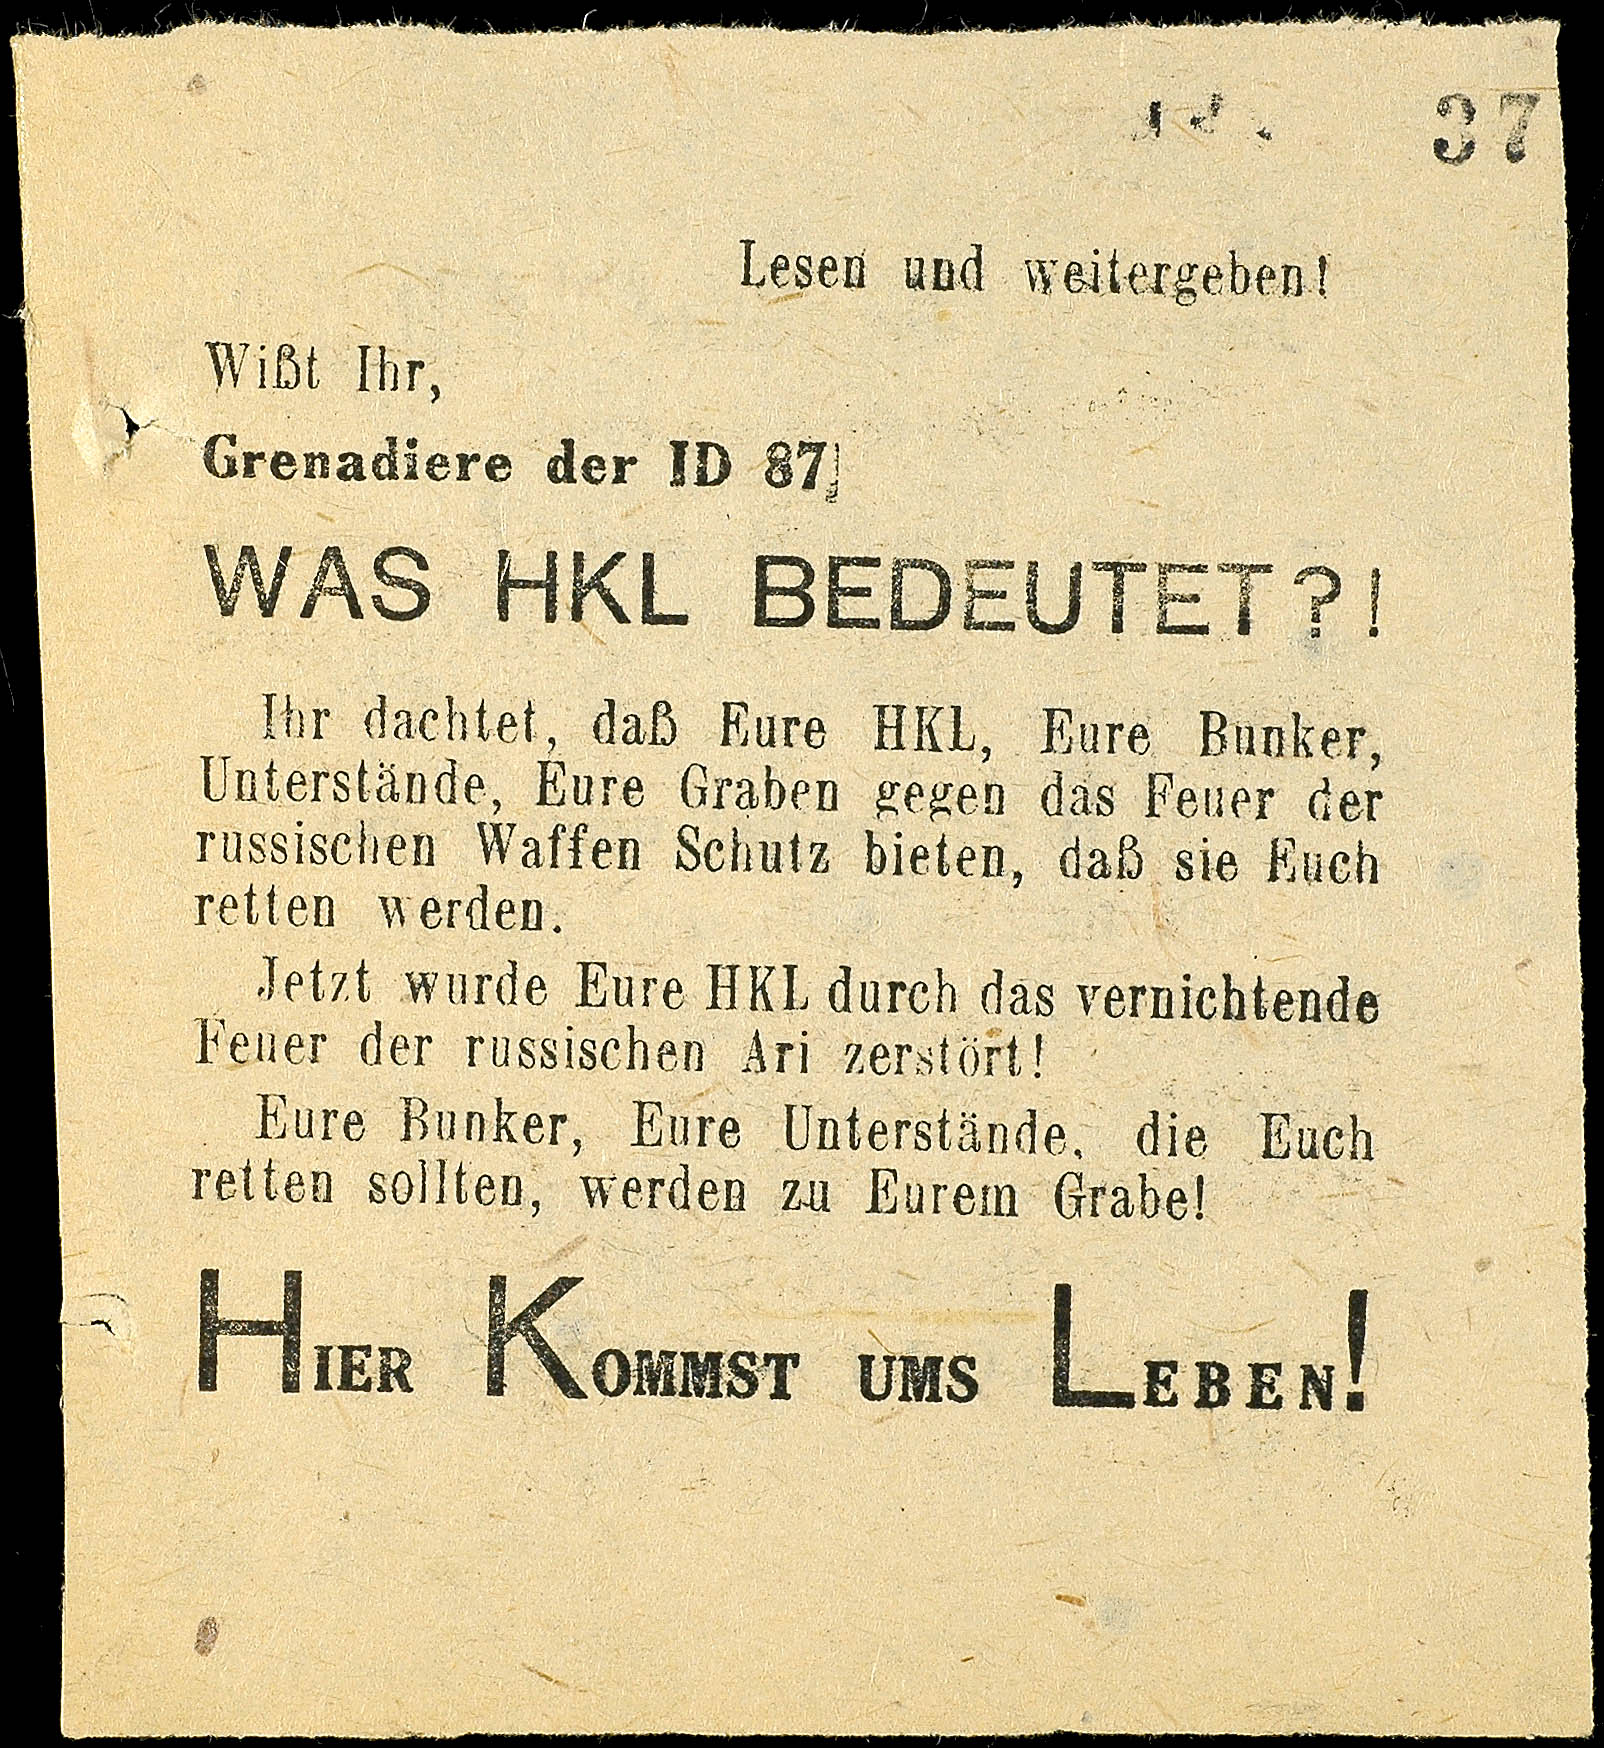 37
Lesen und weitergeben!
Wißt Ihr,
Grenadiere der ID 87
WAS HKL BEDEUTET?!
Ihr dachtet, daß Eure HKL, Eure Bunker,
Unterstände, Eure Graben gegen das Feuer der
russischen Waffen Schutz bieten, daß sie Euch
retten werden.
Jetzt wurde Eure HKL durch das vernichtende
Feuer der russischen Ari zerstört!
Eure Bunker, Eure Unterstände, die Euch
retten sollten, werden zu Eurem Grabe!
HIER KOMMST UMS LEBEN!